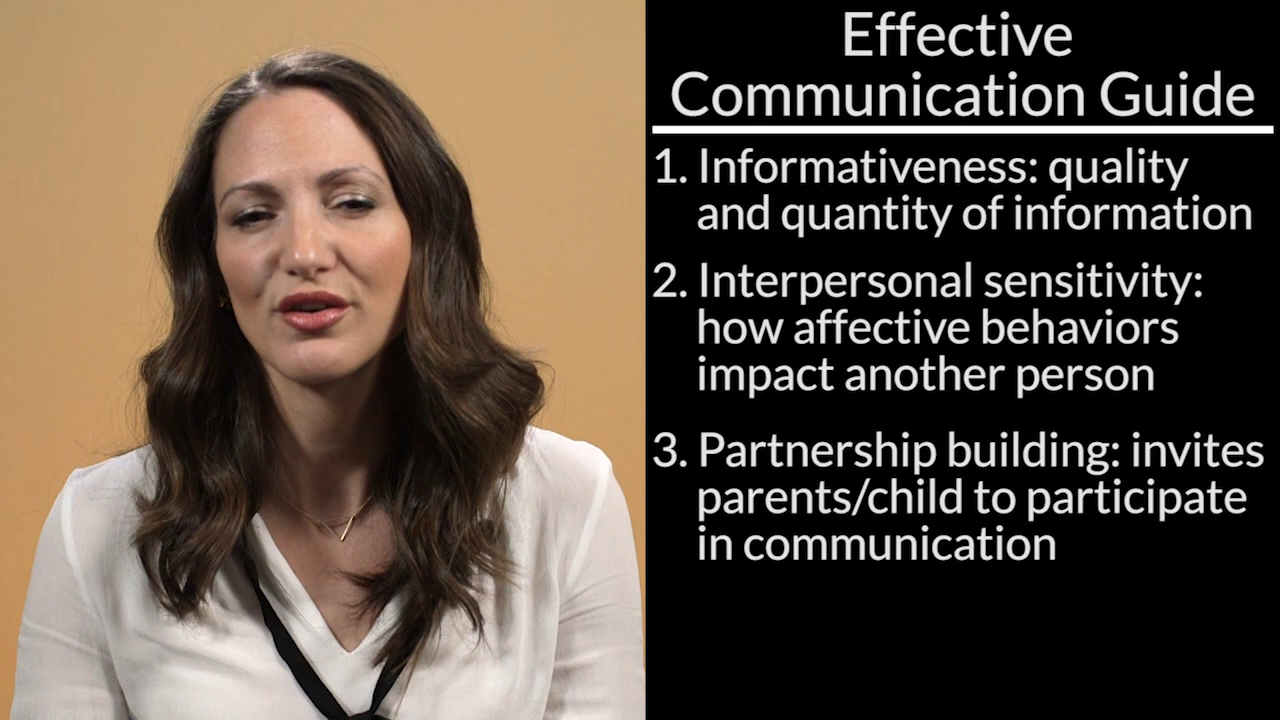 Effective
Communication Guide
1. Informativeness: quality
and quantity of information
2. Interpersonal sensitivity:
how affective behaviors
impact another person
3. Partnership building: invites
parents/child to participate
in communication